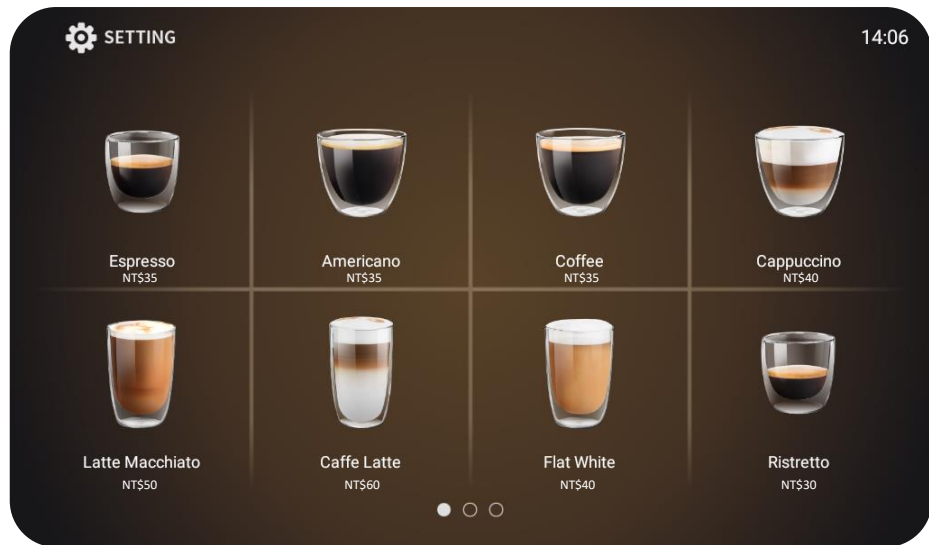 SETTING
14:06
Espresso
NT$35
Americano
NT$35
Coffee
NT$35
Cappuccino
NT$40
Latte Macchiato
NT$50
Caffe Latte
NT$60
Flat White
NT$40
Ristretto
NT$30